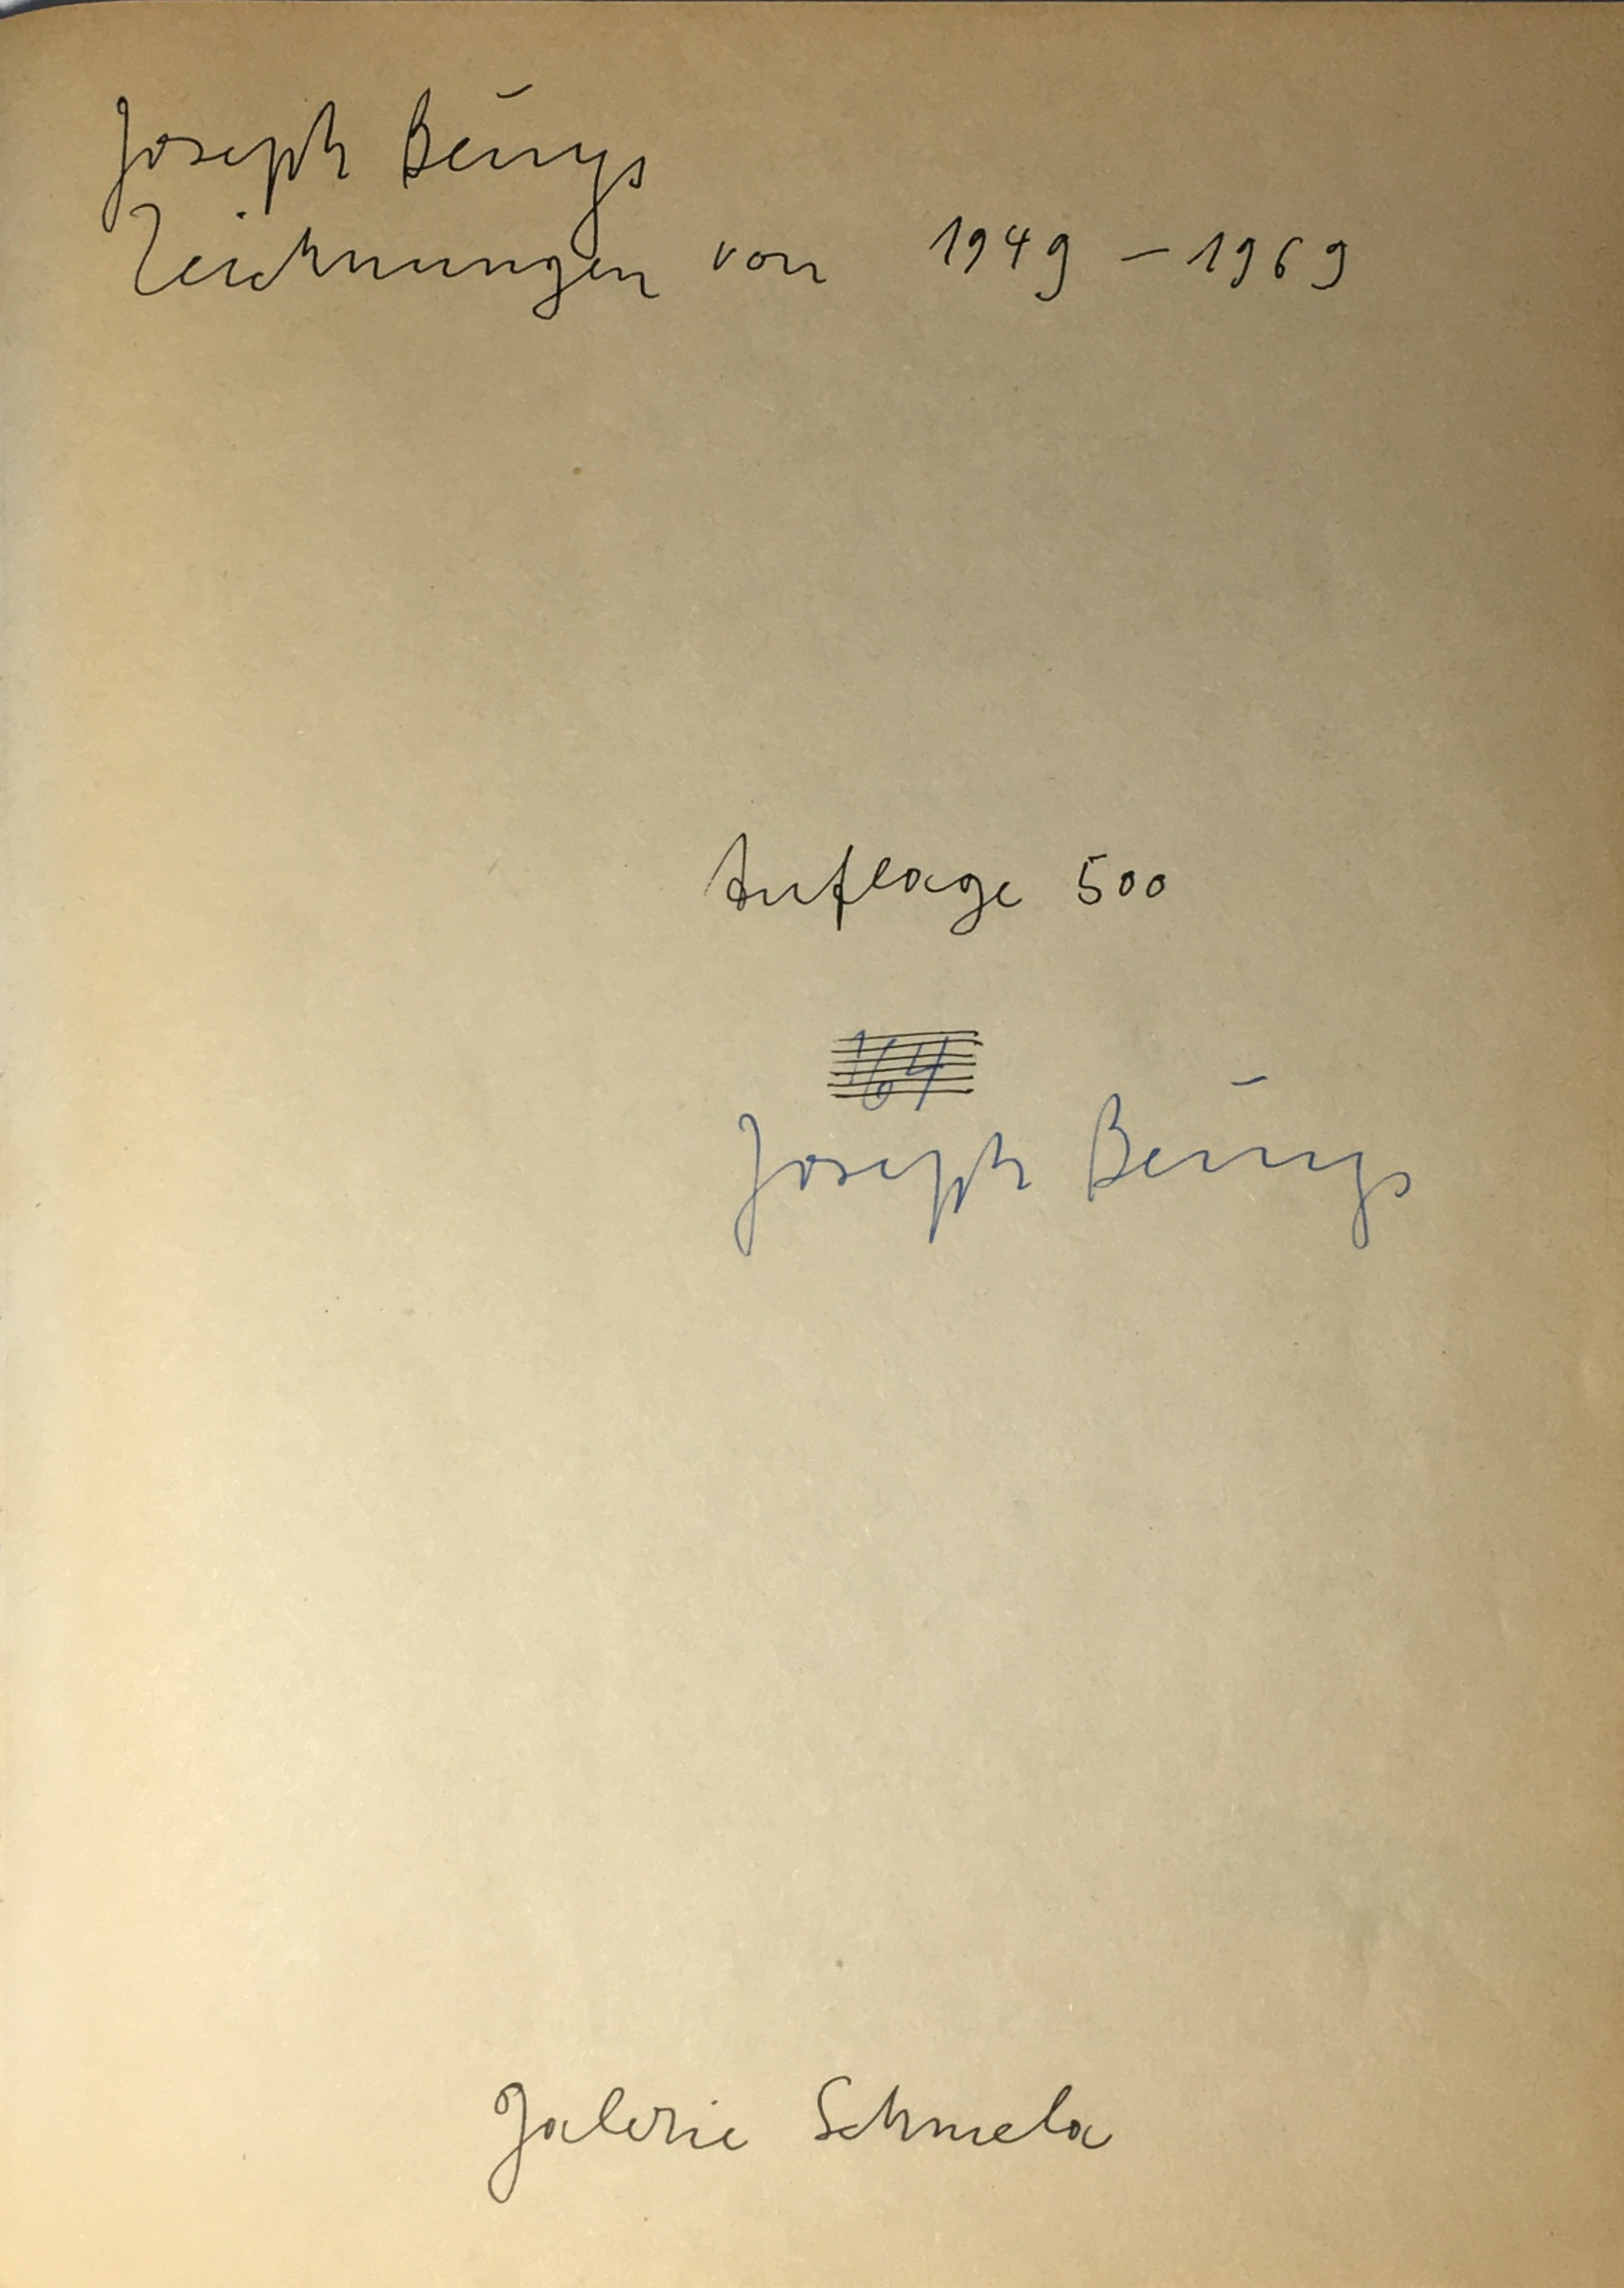 Joseph Beuys
Zeichnungen von 1949 – 1969
Auflage 500
164
Joseph Beuys
Galerie Schmela